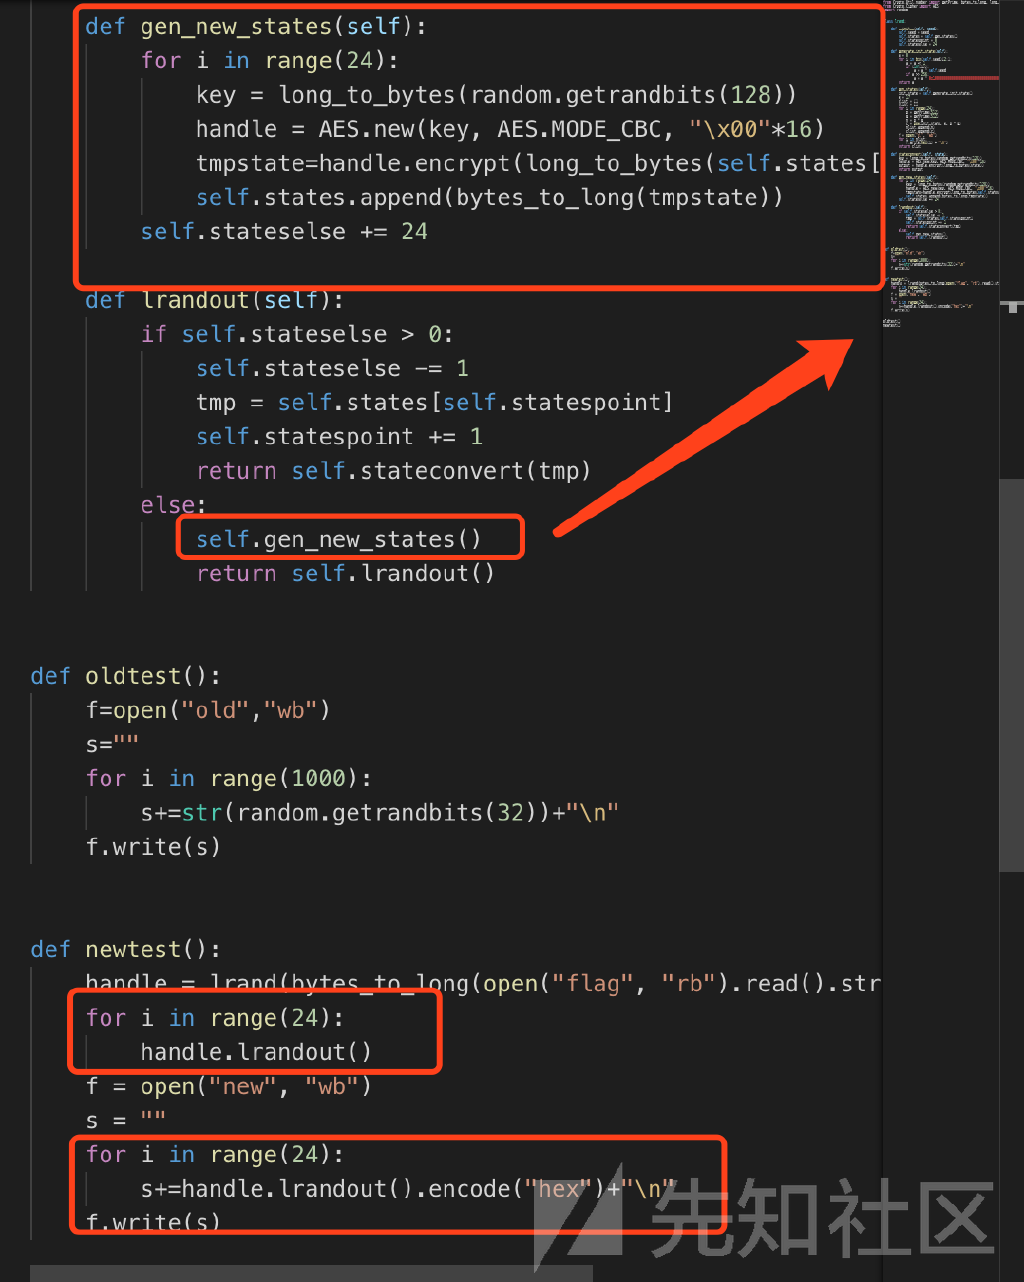 def gen_new_states(self):
for i in range(24):
key = long_to_bytes(random.getrandbits(128))
handle = AES.new(key, AES.MODE_CBC, "\x00"*16)
tmpstate=handle.encrypt(long_to_bytes(self.states[
self.states.append(bytes_to_long(tmpstate))
self.stateselse += 24
def lrandout(self):
if self.stateselse > 0:
self.stateselse -= 1
tmp = self.states[self.statespoint]
self.statespoint += 1
return self.stateconvert(tmp)
else:
self.gen_new_states()
return self.lrandout()
def oldtest():
f=open("old","wb")
s=""
for i in range(1000):
s+=str(random.getrandbits(32))+"\n"
f.write(s)
def newtest():
handle = lrand(bytes_to_long(open("flag", "rb").read().str
for i in range(24):
handle.lrandout()
f = open("new", "wb")
s = ""
for i in range(24):
s+=handle.lrandout().encode("hex")+"\n"
f.write(s)
先知社区